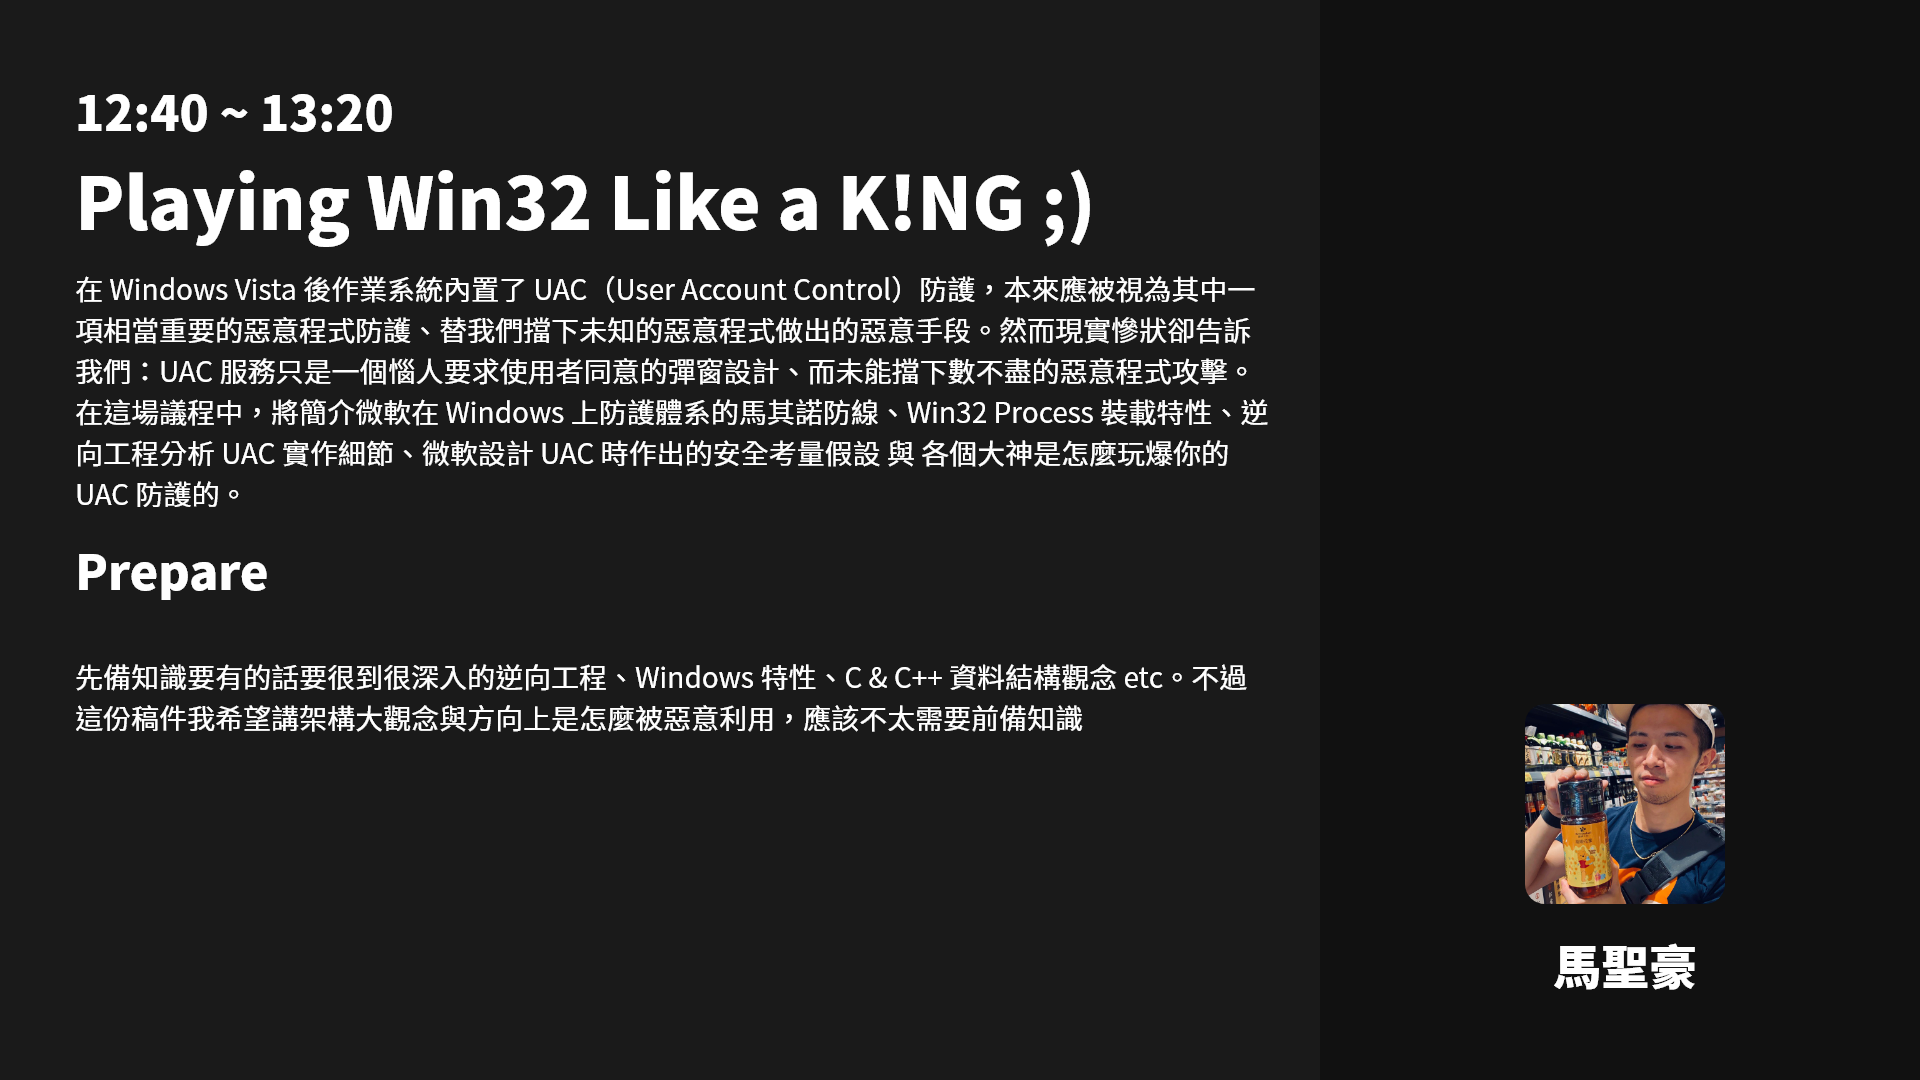 12:40 ~ 13:20
Playing Win32 Like a K!NG ;)
在 Windows Vista 後作業系統內置了 UAC（User Account Control）防護，本來應被視為其中一
項相當重要的惡意程式防護、替我們擋下未知的惡意程式做出的惡意手段。然而現實慘狀卻告訴
我們：UAC 服務只是一個惱人要求使用者同意的彈窗設計、而未能擋下數不盡的惡意程式攻擊。
在這場議程中，將簡介微軟在 Windows 上防護體系的馬其諾防線、Win32 Process 裝載特性、逆
向工程分析 UAC 實作細節、微軟設計 UAC 時作出的安全考量假設 與 各個大神是怎麼玩爆你的
UAC 防護的。
Prepare
先備知識要有的話要很到很深入的逆向工程、Windows 特性、C & C++ 資料結構觀念 etc。不過
這份稿件我希望講架構大觀念與方向上是怎麼被惡意利用，應該不太需要前備知識
馬聖豪